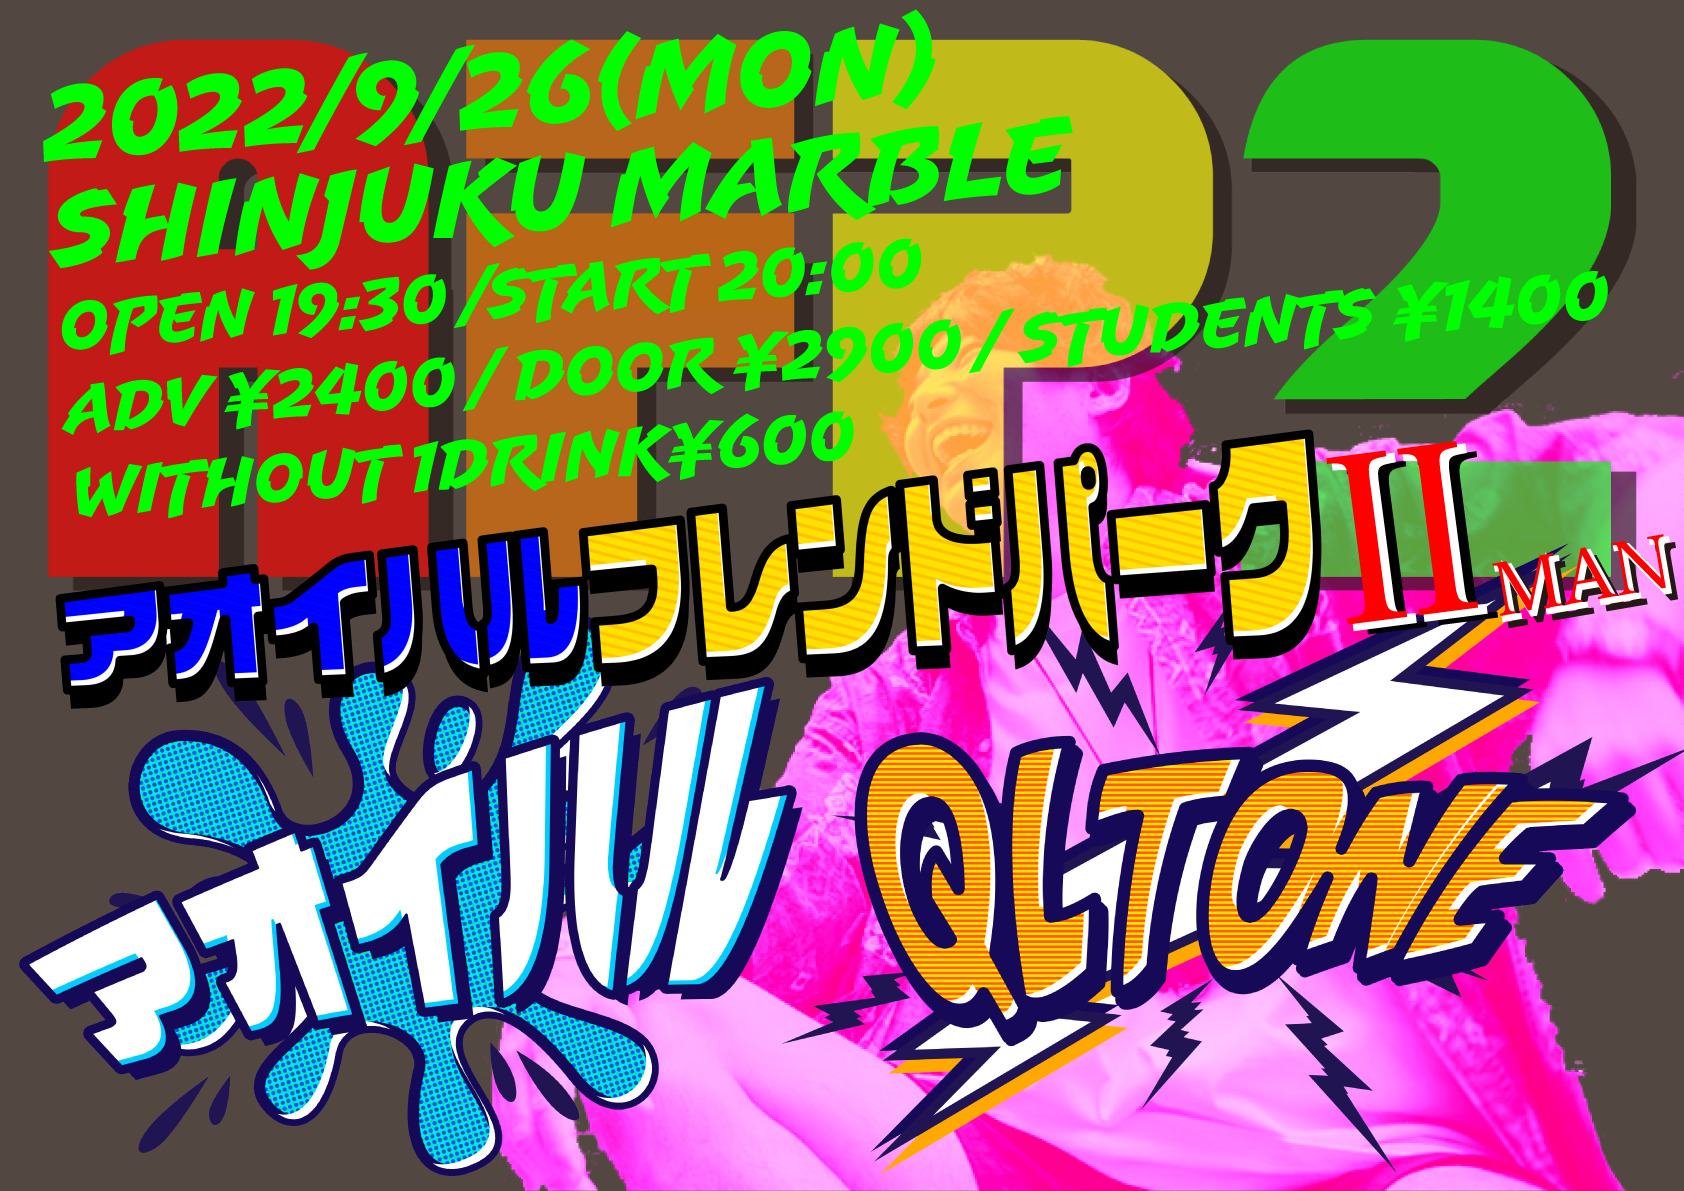 AFP2
2022/9/26(MON)
SHINJUKU MARBLE
OPEN 19:30 /START 20:00
ADV ¥2400 / DOOR ¥2900 / STUDENTS ¥1400
WITHOUT 1DRINK¥600
アオイハルフレンドパークII MAN
アオイハル
QLTONE